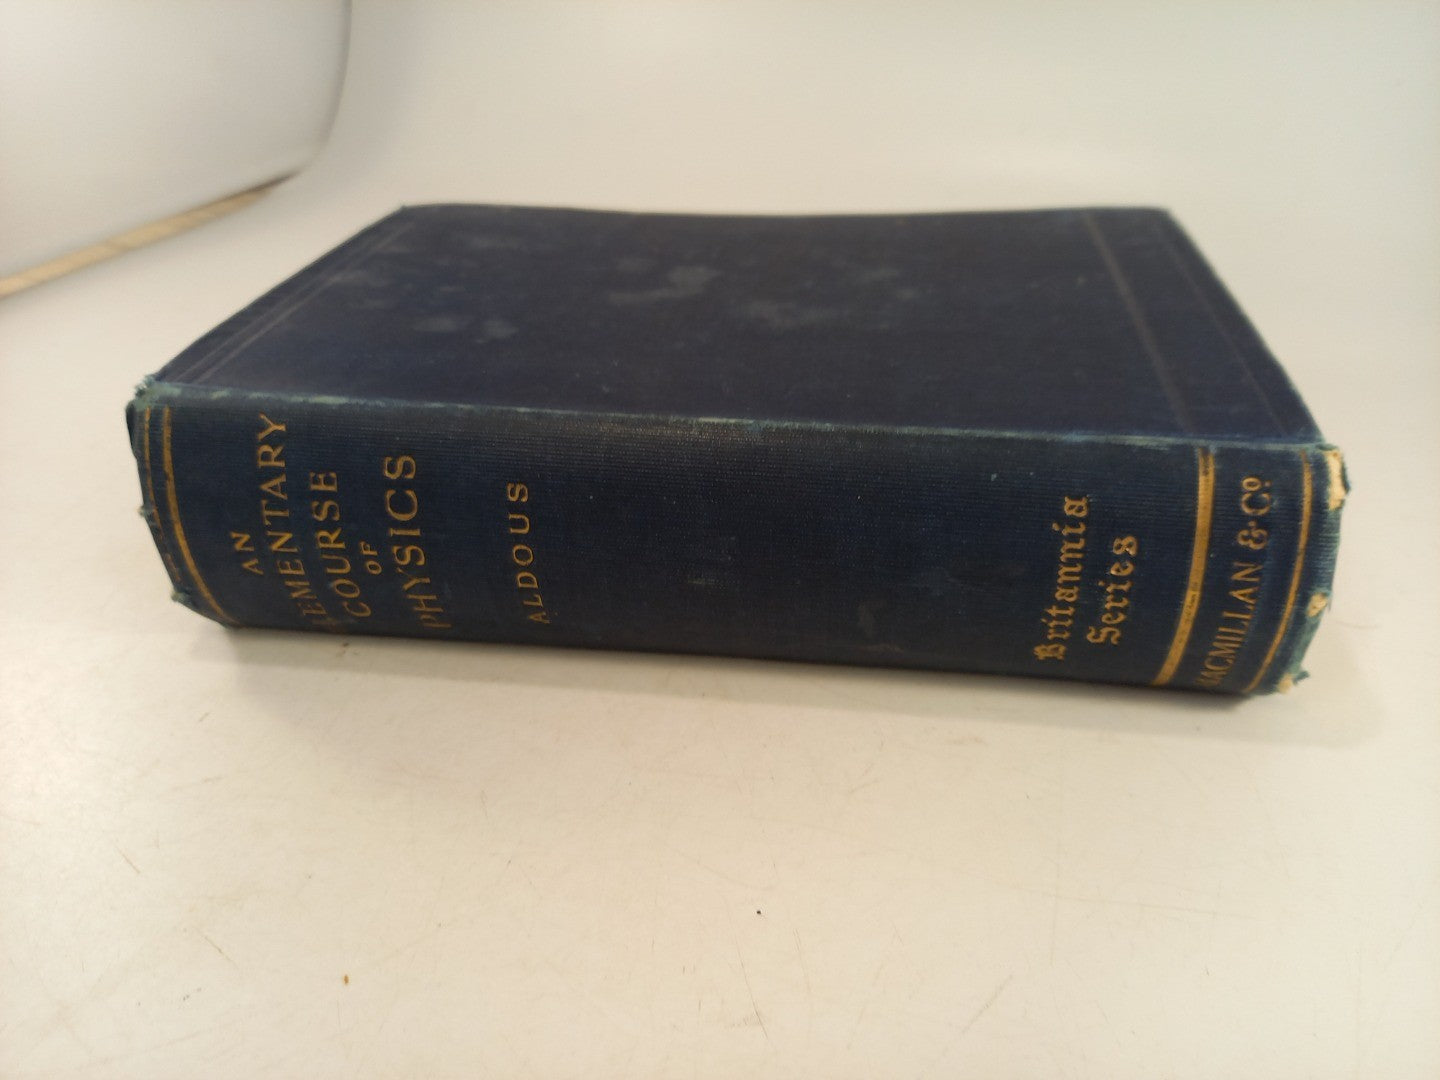 AN
ELEMENTARY
COURSE
OF
PHYSICS
ALDOUS
Britannia
Series
MACMILLAN & Cº